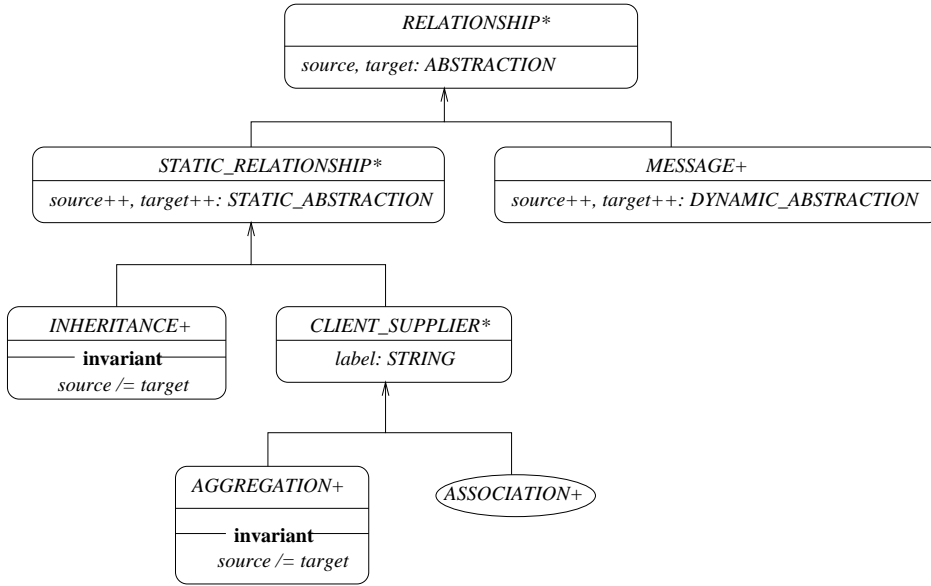 RELATIONSHIP*
source, target: ABSTRACTION
STATIC_RELATIONSHIP*
source++, target++: STATIC_ABSTRACTION
MESSAGE+
source++, target++: DYNAMIC_ABSTRACTION
INHERITANCE+
invariant
source /= target
CLIENT_SUPPLIER*
label: STRING
AGGREGATION+
invariant
source /= target
ASSOCIATION+